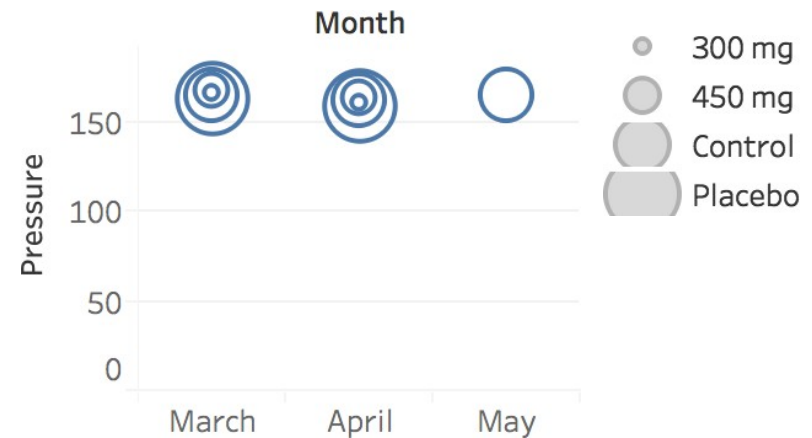 Month
300 mg
450 mg
Control
Placebo
Pressure
150
100
50
0
March April May